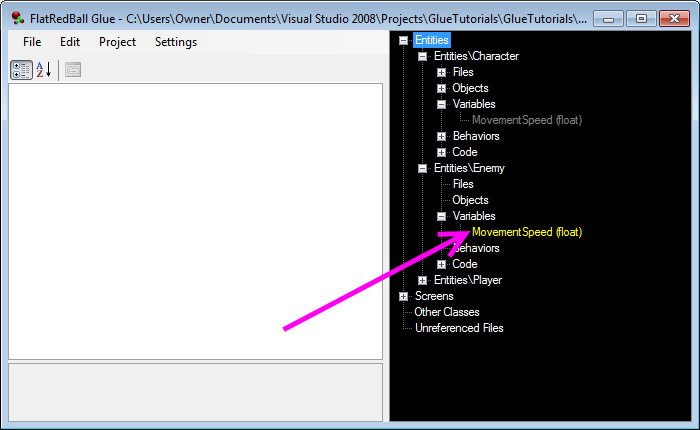 FlatRedBall Glue - C:\Users\Owner\Documents\Visual Studio 2008\Projects\GlueTutorials\GlueTutorials\...
File Edit Project Settings
Entities
Entities\Character
Files
Objects
Variables
MovementSpeed (float)
Behaviors
Code
Entities\Enemy
Files
Objects
Variables
MovementSpeed (float)
Behaviors
Code
Entities\Player
Screens
Other Classes
Unreferenced Files